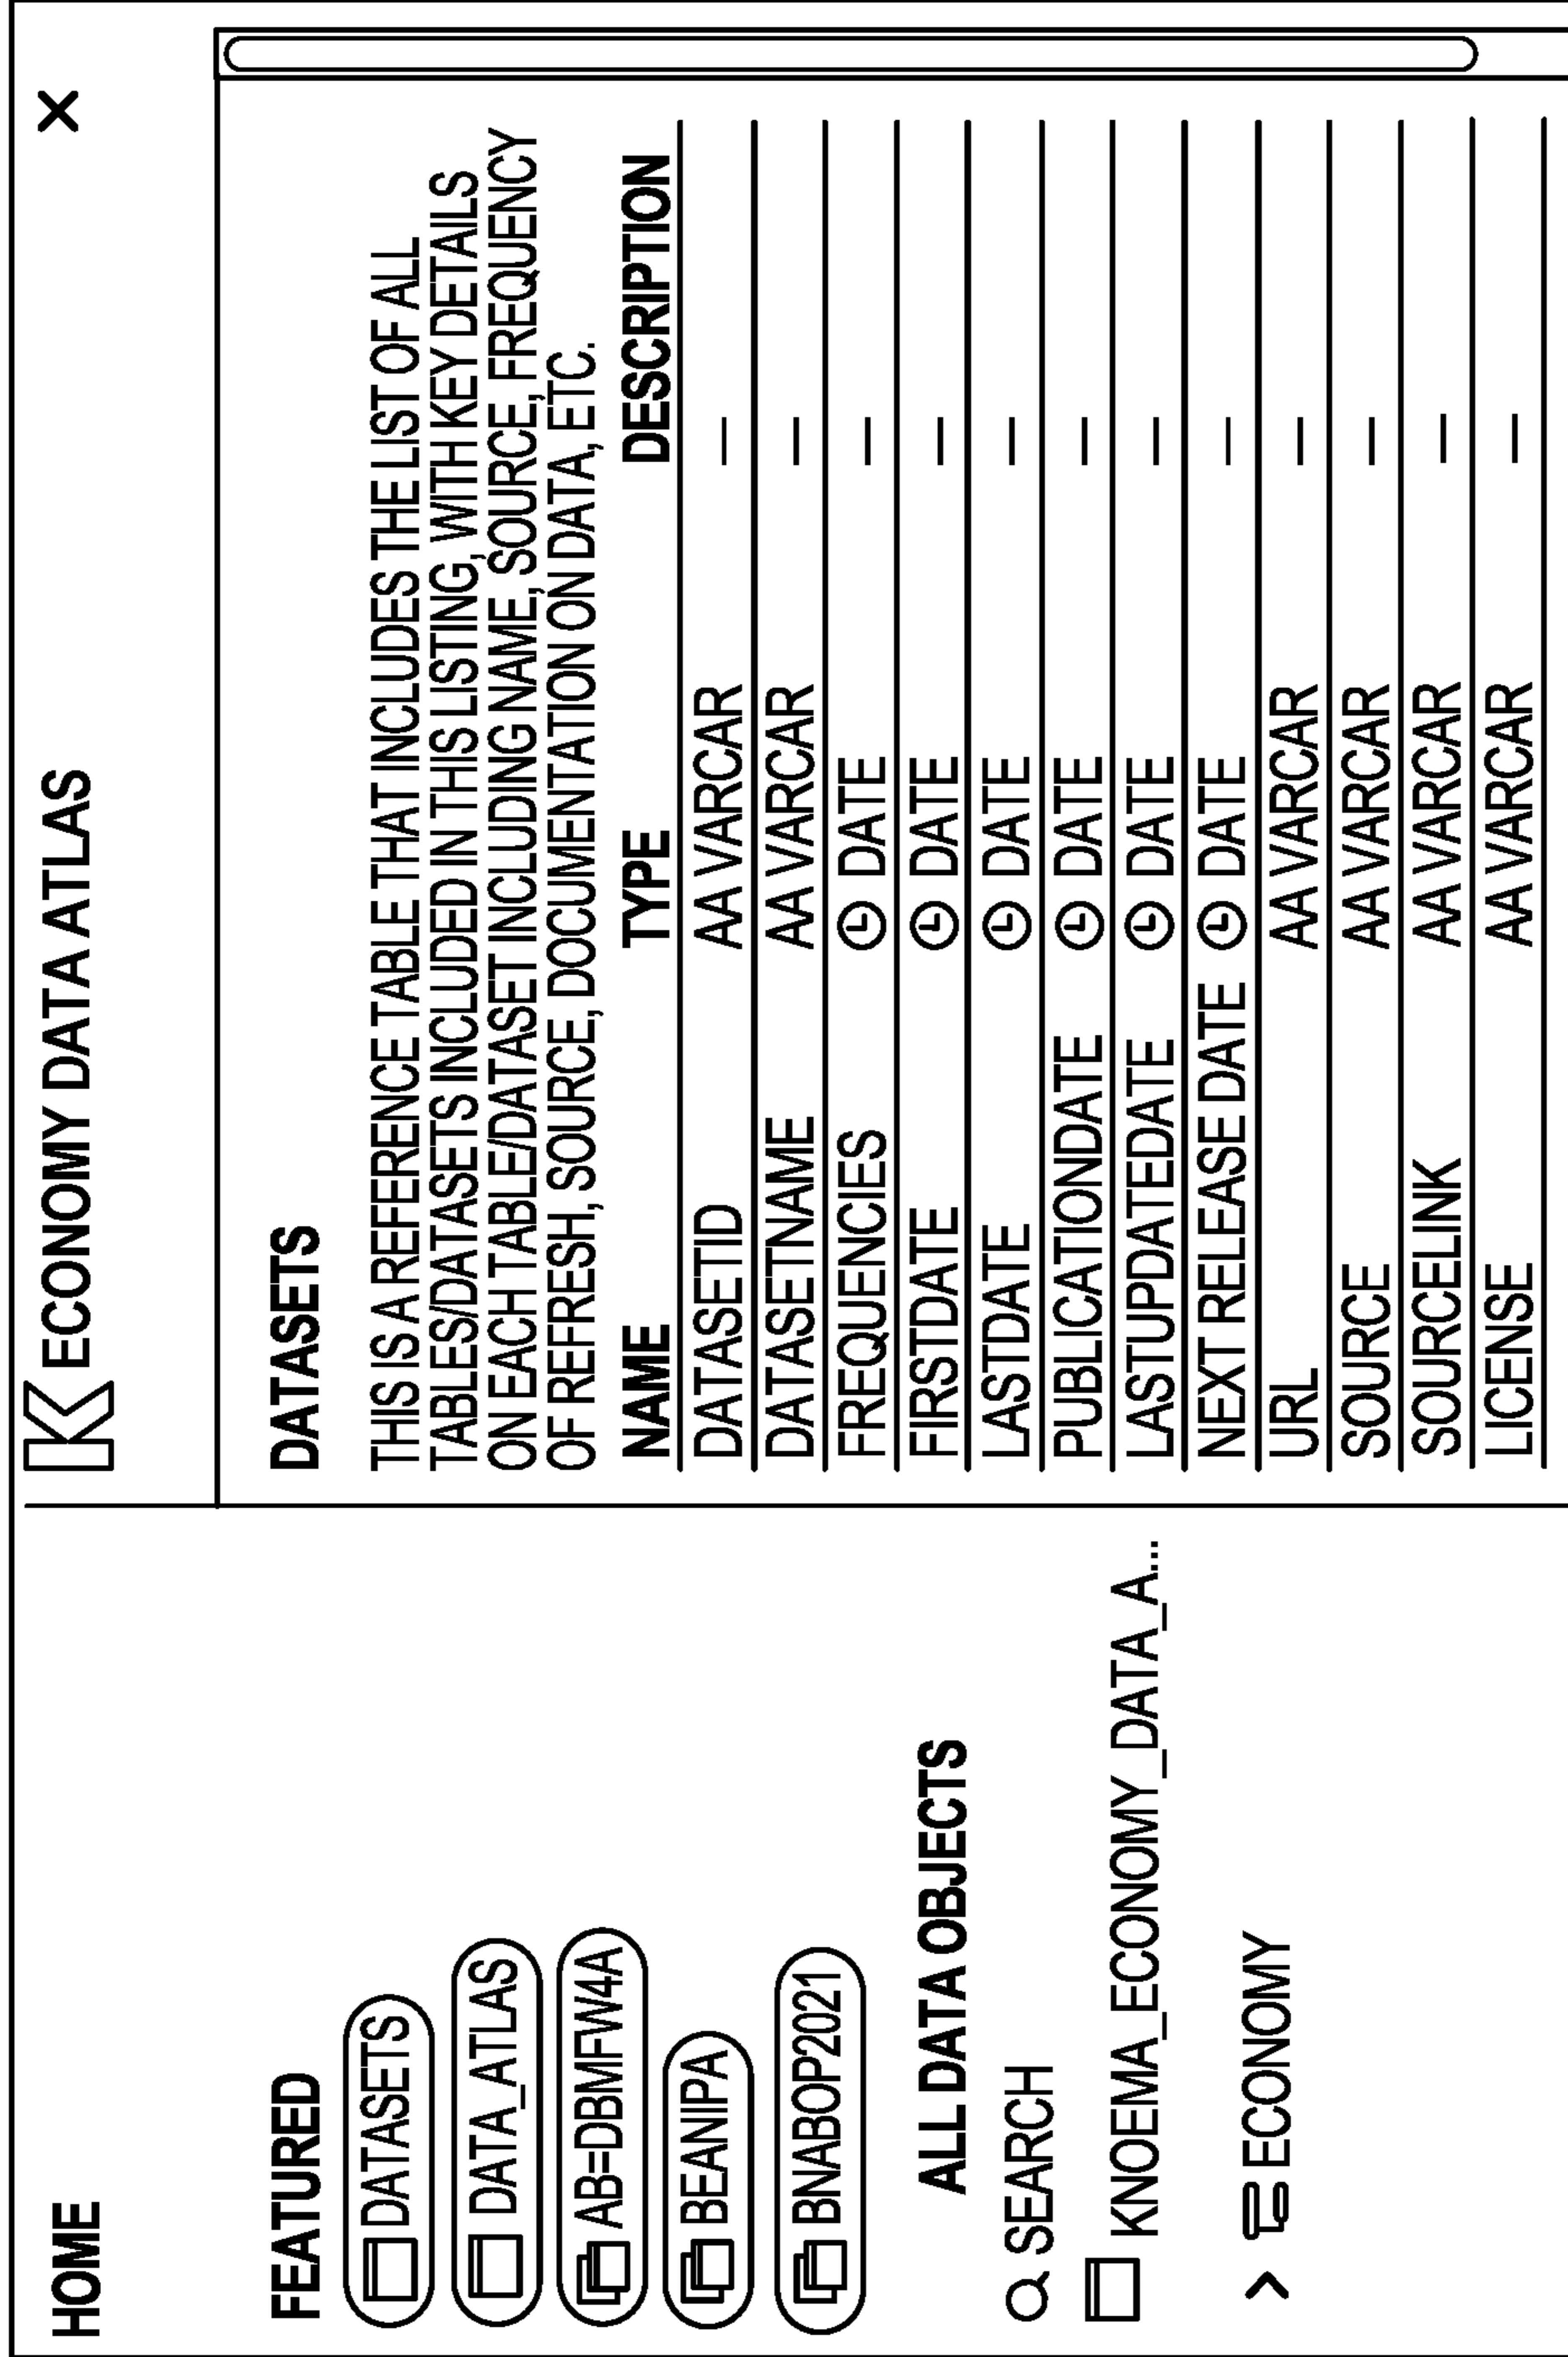 HOME
FEATURED
DATASETS
DATA_ATLAS
AB=DBMFW4A
BEANIPA
BNABOP2021
ALL DATA OBJECTS
SEARCH
KNOEMA_ECONOMY_DATA_A...
> ECONOMY
K ECONOMY DATA ATLAS ×
DATASETS
THIS IS A REFERENCE TABLE THAT INCLUDES THE LIST OF ALL
TABLES/DATASETS INCLUDED IN THIS LISTING, WITH KEY DETAILS
ON EACH TABLE/DATASET INCLUDING NAME, SOURCE, FREQUENCY
OF REFRESH, SOURCE, DOCUMENTATION ON DATA, ETC.
NAME TYPE DESCRIPTION
DATASETID AA VARCAR –
DATASETNAME AA VARCAR –
FREQUENCIES DATE –
FIRSTDATE DATE –
LASTDATE DATE –
PUBLICATIONDATE DATE –
LASTUPDATEDATE DATE –
NEXT RELEASE DATE DATE –
URL AA VARCAR –
SOURCE AA VARCAR –
SOURCELINK AA VARCAR –
LICENSE AA VARCAR –